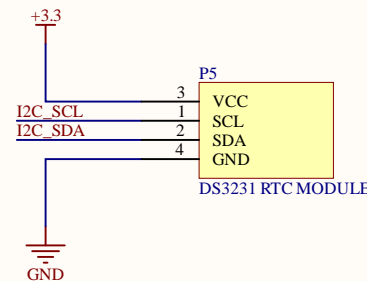 +3.3
P5
3 VCC
I2C_SCL 1 SCL
I2C_SDA 2 SDA
4 GND
DS3231 RTC MODULE
GND